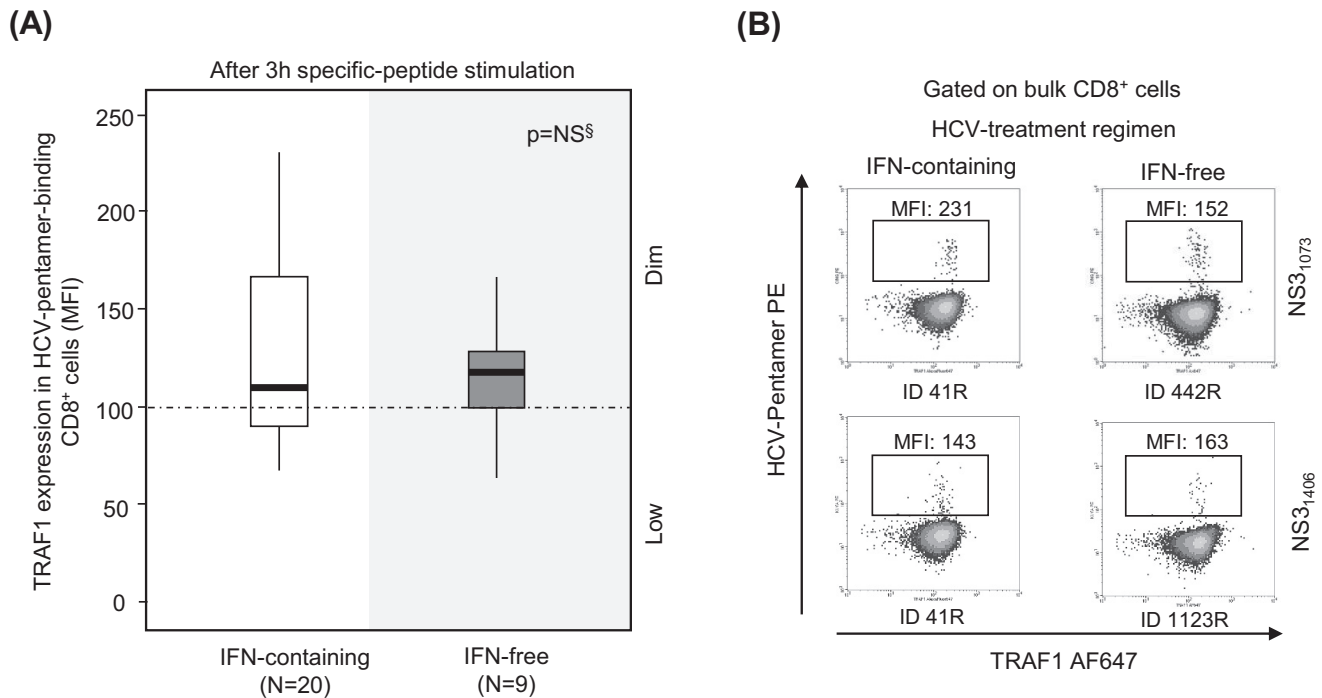 (A)
After 3h specific-peptide stimulation
TRAF1 expression in HCV-pentamer-binding
CD8⁺ cells (MFI)
250
200
150
100
50
0
p=NS§
Dim
Low
IFN-containing
(N=20)
IFN-free
(N=9)
(B)
Gated on bulk CD8⁺ cells
HCV-treatment regimen
IFN-containing
IFN-free
HCV-Pentamer PE
MFI: 231
MFI: 152
NS3₁₀₇₃
ID 41R
ID 442R
MFI: 143
MFI: 163
NS3₁₄₀₆
ID 41R
ID 1123R
TRAF1 AF647